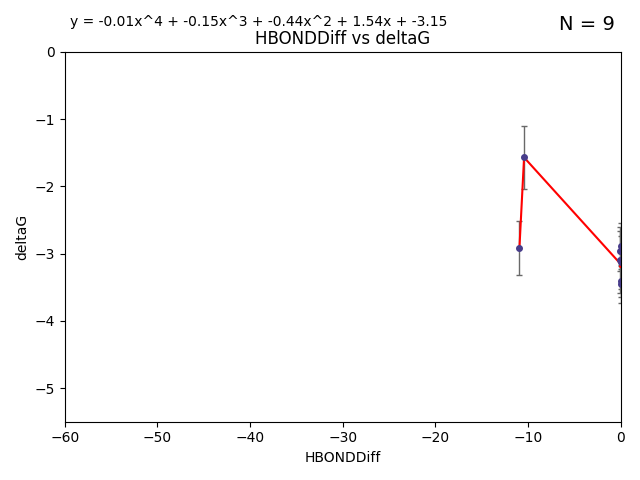 y = -0.01x^4 + -0.15x^3 + -0.44x^2 + 1.54x + -3.15
N = 9
HBONDDiff vs deltaG
0
−1
−2
−3
−4
−5
deltaG
−60 −50 −40 −30 −20 −10 0
HBONDDiff